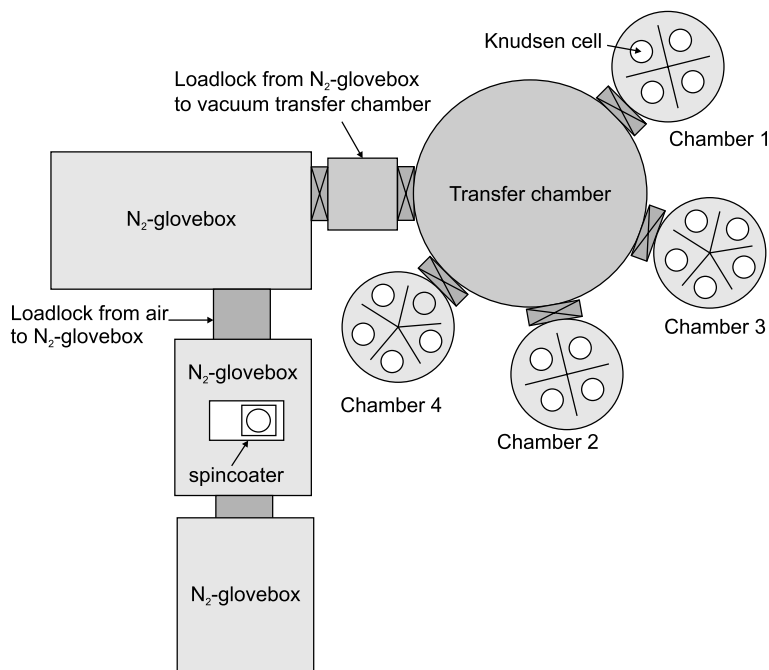 Knudsen cell
Loadlock from N₂-glovebox
to vacuum transfer chamber
Chamber 1
N₂-glovebox
Transfer chamber
Loadlock from air
to N₂-glovebox
Chamber 3
N₂-glovebox
Chamber 4
Chamber 2
spincoater
N₂-glovebox